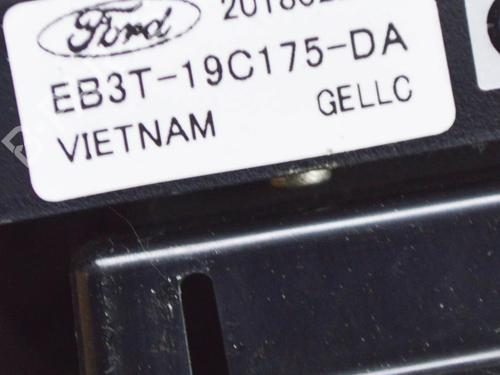 Ford
EB3T-19C175-DA
VIETNAM GELLC